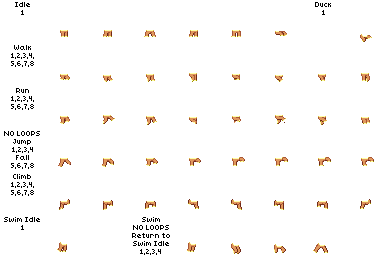 Idle
1
Duck
1
Walk
1,2,3,4,
5,6,7,8
Run
1,2,3,4,
5,6,7,8
NO LOOPS
Jump
1,2,3,4
Fall
5,6,7,8
Climb
1,2,3,4,
5,6,7,8
Swim Idle
1
Swim
NO LOOPS
Return to
Swim Idle
1,2,3,4